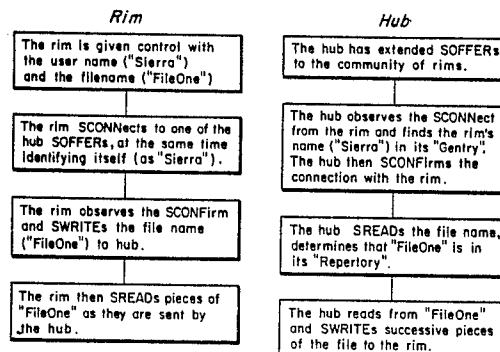 Rim
The rim is given control with
the user name ("Sierra")
and the filename ("FileOne")
The rim SCONNects to one of the
hub SOFFERs, at the same time
identifying itself (as "Sierra").
The rim observes the SCONFirm
and SWRITEs the file name
("FileOne") to hub.
The rim then SREADs pieces of
"FileOne" as they are sent by
the hub.
Hub
The hub has extended SOFFERs
to the community of rims.
The hub observes the SCONNect
from the rim and finds the rim's
name ("Sierra") in its "Gentry".
The hub then SCONFirms the
connection with the rim.
The hub SREADs the file name,
determines that "FileOne" is in
its "Repertory".
The hub reads from "FileOne"
and SWRITEs successive pieces
of the file to the rim.